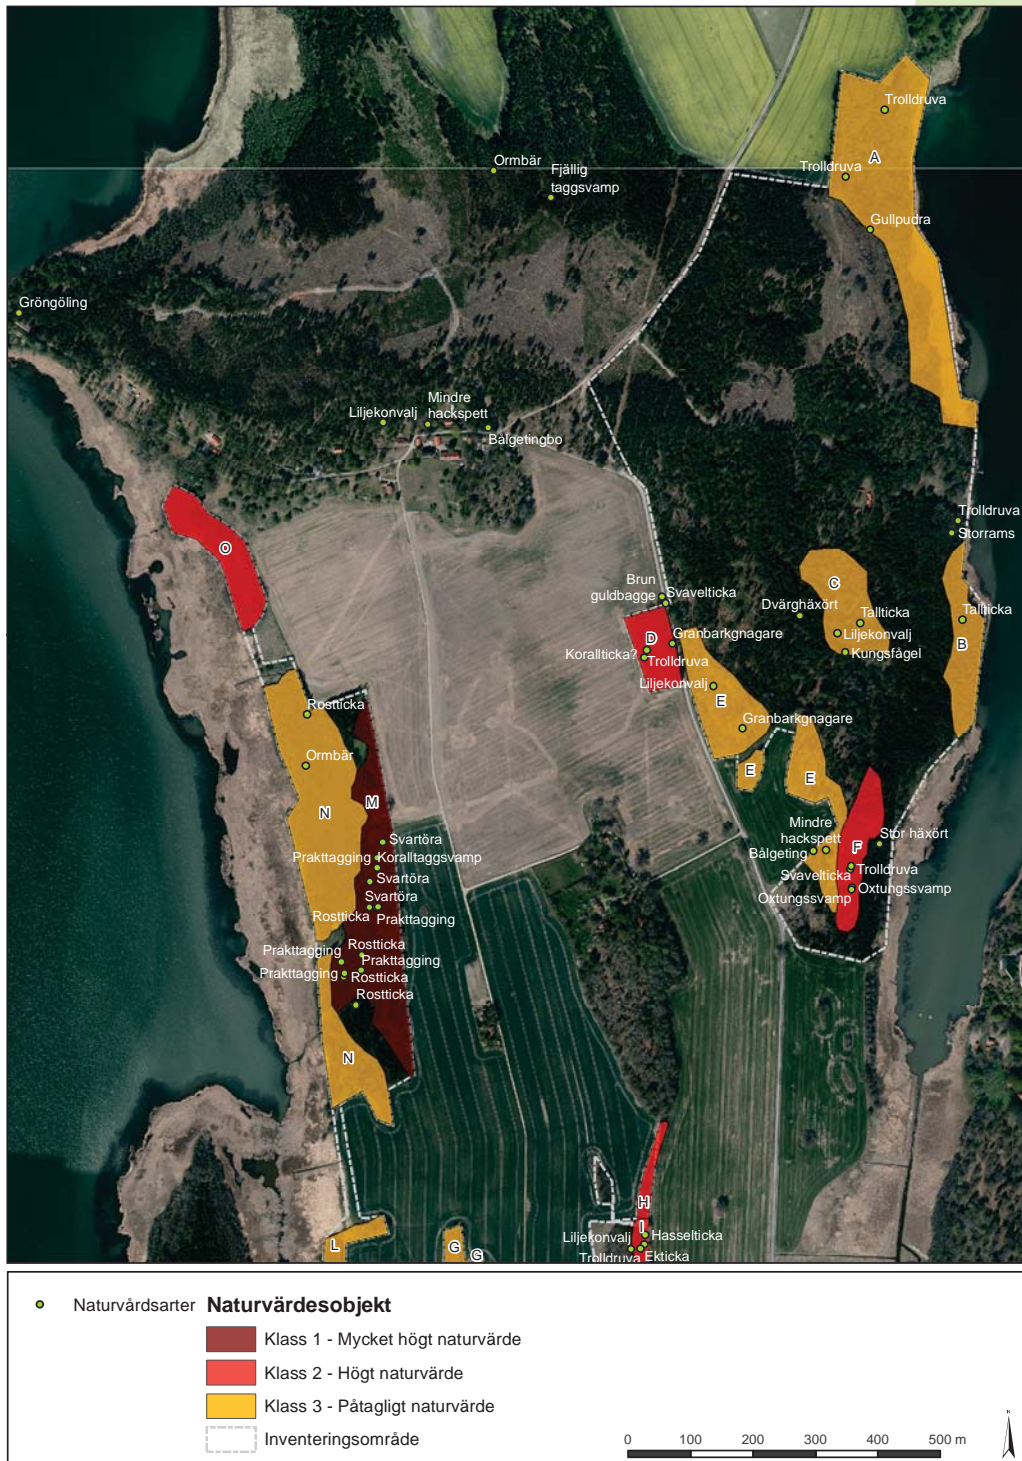 Trolldruva
A
Trolldruva
Ormbär
Fjällig
taggsvamp
Gullpudra
Gröngöling
Liljekonvalj
Mindre
hackspett
Bålgetingbo
O
Trolldruva
Storrams
Brun
guldbagge
Svavelticka
C
Dvärghäxört
Tallticka
Tallticka
Liljekonvalj
Kungsfågel
B
Granbarkgnagare
D
Korallticka?
Trolldruva
Liljekonvalj
E
Rostticka
Granbarkgnagare
Ormbär
E
E
N
M
Svartöra
Prakttagging
Koralltaggsvamp
Svartöra
Svartöra
Rostticka
Prakttagging
Mindre
hackspett
Bålgeting
F
Stor häxört
Svavelticka
Trolldruva
Oxtungssvamp
Oxtungssvamp
Rostticka
Prakttagging
Prakttagging
Prakttagging
Rostticka
Rostticka
N
H
I
Liljekonvalj
Hasselticka
Trolldruva
Ekticka
L
G
G
Naturvårdsarter
Naturvärdesobjekt
Klass 1 - Mycket högt naturvärde
Klass 2 - Högt naturvärde
Klass 3 - Påtagligt naturvärde
Inventeringsområde
0 100 200 300 400 500 m
N